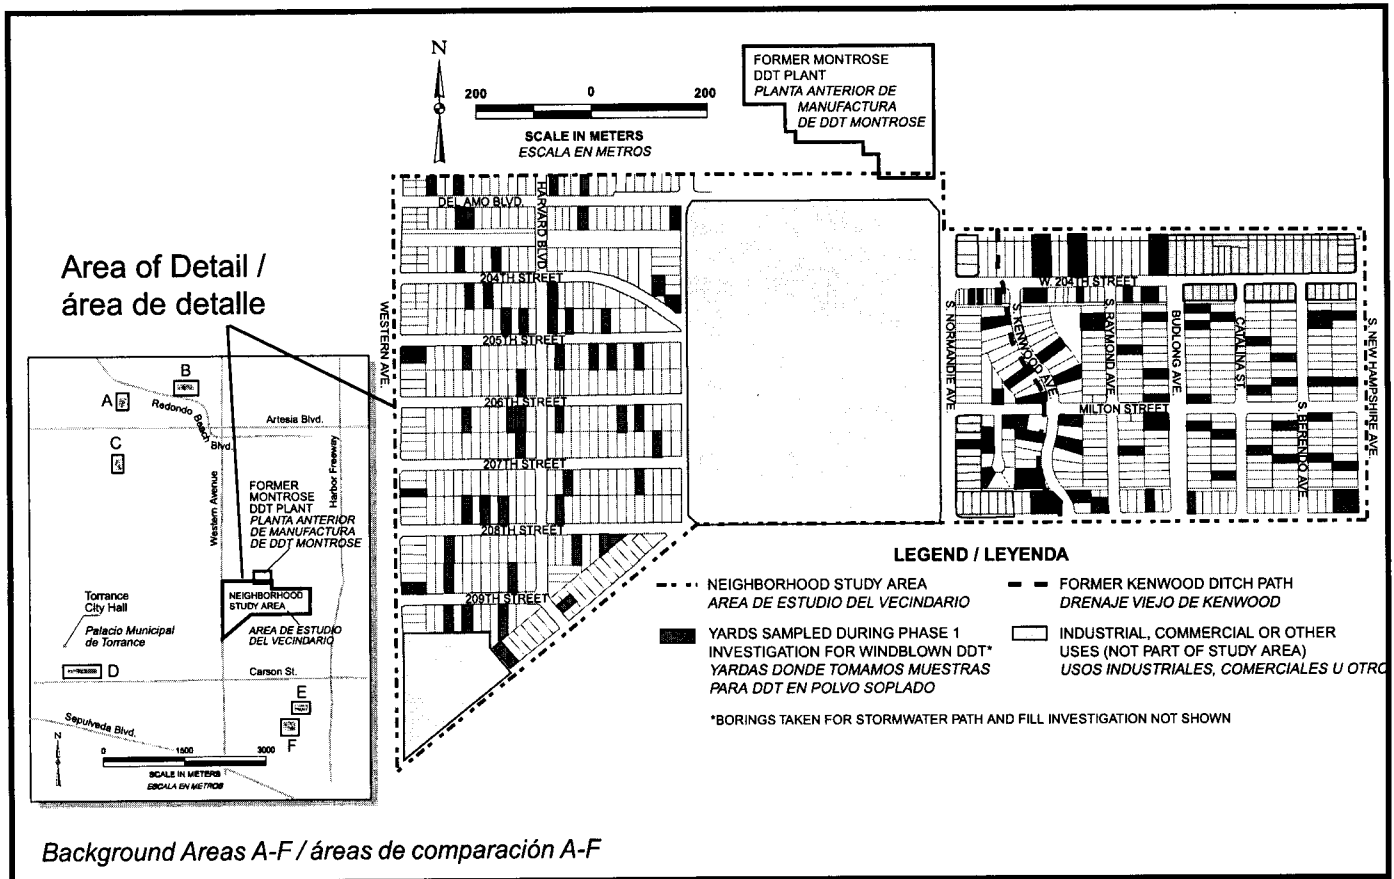 FORMER MONTROSE
DDT PLANT
PLANTA ANTERIOR DE
MANUFACTURA
DE DDT MONTROSE
N
200 0 200
SCALE IN METERS
ESCALA EN METROS
DEL AMO BLVD.
HARVARD BLVD.
204TH STREET
205TH STREET
206TH STREET
207TH STREET
208TH STREET
209TH STREET
WESTERN AVE.
W. 204TH STREET
S. NORMANDIE AVE.
S. KENWOOD AVE.
S. RAYMOND AVE.
BUDLONG AVE
CATALINA ST.
S. BERENDO AVE.
S. NEW HAMPSHIRE AVE.
MILTON STREET
Area of Detail /
área de detalle
A
B
C
Redondo Beach Blvd.
Artesia Blvd.
Western Avenue
Harbor Freeway
FORMER
MONTROSE
DDT PLANT
PLANTA ANTERIOR
DE MANUFACTURA
DE DDT MONTROSE
NEIGHBORHOOD
STUDY AREA
AREA DE ESTUDIO
DEL VECINDARIO
Torrance
City Hall
Palacio Municipal
de Torrance
D
Carson St.
E
F
Sepulveda Blvd.
N
0 1500 3000
SCALE IN METERS
ESCALA EN METROS
LEGEND / LEYENDA
NEIGHBORHOOD STUDY AREA
AREA DE ESTUDIO DEL VECINDARIO
YARDS SAMPLED DURING PHASE 1
INVESTIGATION FOR WINDBLOWN DDT*
YARDAS DONDE TOMAMOS MUESTRAS
PARA DDT EN POLVO SOPLADO
FORMER KENWOOD DITCH PATH
DRENAJE VIEJO DE KENWOOD
INDUSTRIAL, COMMERCIAL OR OTHER
USES (NOT PART OF STUDY AREA)
USOS INDUSTRIALES, COMERCIALES U OTRO
*BORINGS TAKEN FOR STORMWATER PATH AND FILL INVESTIGATION NOT SHOWN
Background Areas A-F / áreas de comparación A-F